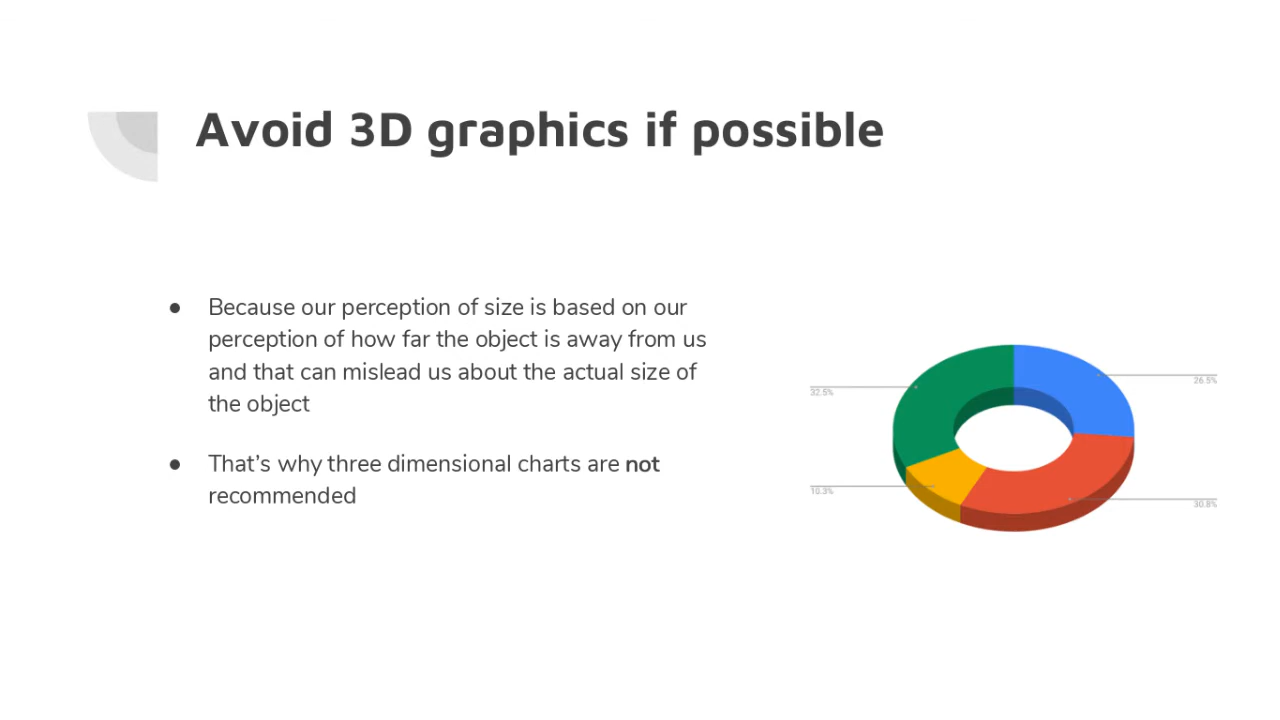 Avoid 3D graphics if possible
● Because our perception of size is based on our
perception of how far the object is away from us
and that can mislead us about the actual size of
the object
● That’s why three dimensional charts are not
recommended
32.5%
26.5%
10.3%
30.8%